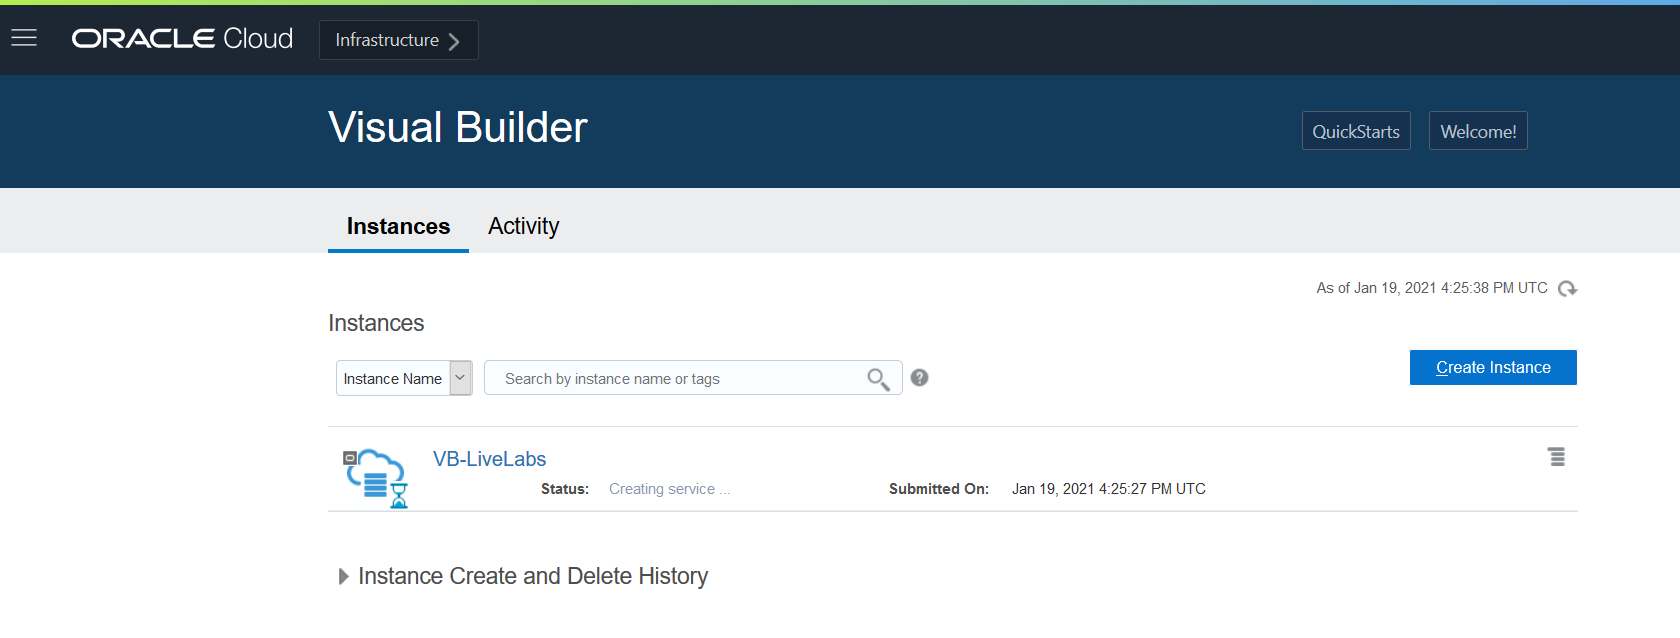 ORACLE Cloud
Infrastructure
Visual Builder
QuickStarts
Welcome!
Instances
Activity
As of Jan 19, 2021 4:25:38 PM UTC
Instances
Instance Name
Search by instance name or tags
?
Create Instance
VB-LiveLabs
Status: Creating service ...
Submitted On: Jan 19, 2021 4:25:27 PM UTC
Instance Create and Delete History